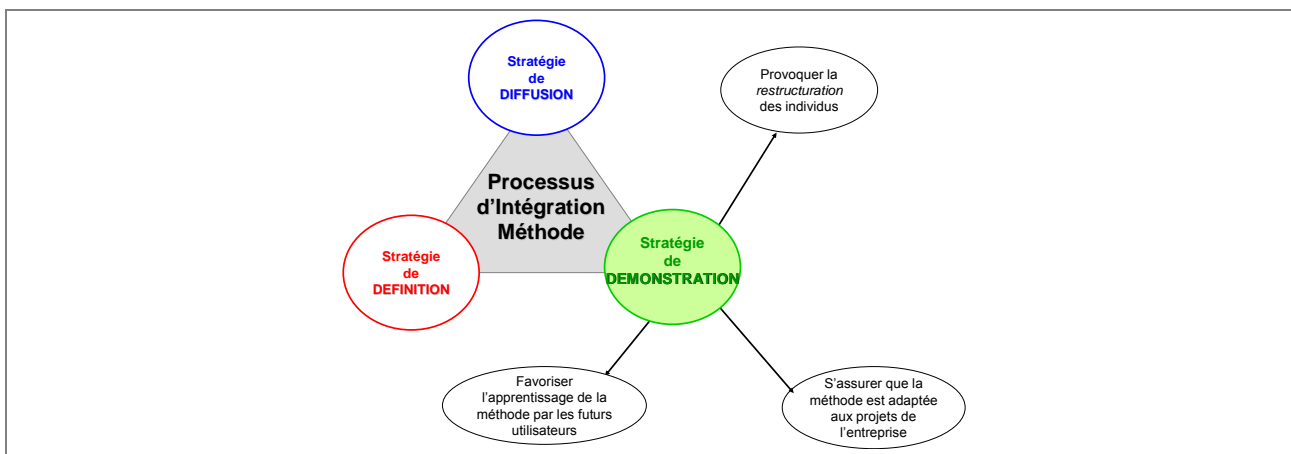 Stratégie
de
DIFFUSION
Provoquer la
restructuration
des individus
Processus
d'Intégration
Méthode
Stratégie
de
DEFINITION
Stratégie
de
DEMONSTRATION
Favoriser
l'apprentissage de la
méthode par les futurs
utilisateurs
S'assurer que la
méthode est adaptée
aux projets de
l'entreprise